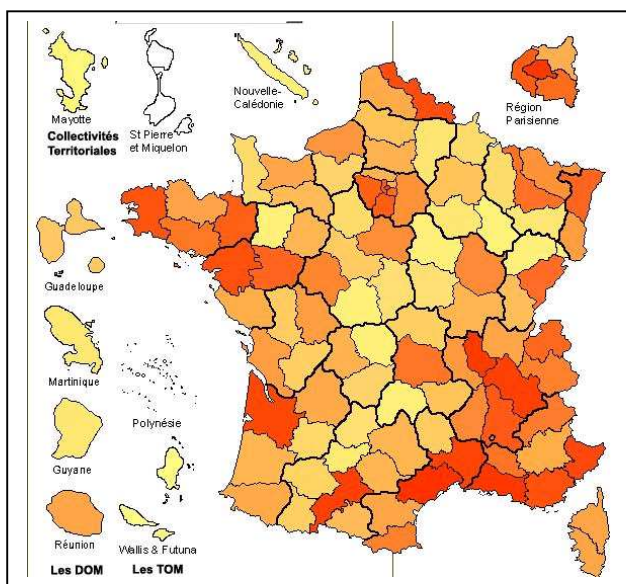 Mayotte
Collectivités
Territoriales
St Pierre
et Miquelon
Nouvelle-
Calédonie
Région
Parisienne
Guadeloupe
Martinique
Polynésie
Guyane
Réunion
Wallis & Futuna
Les DOM
Les TOM